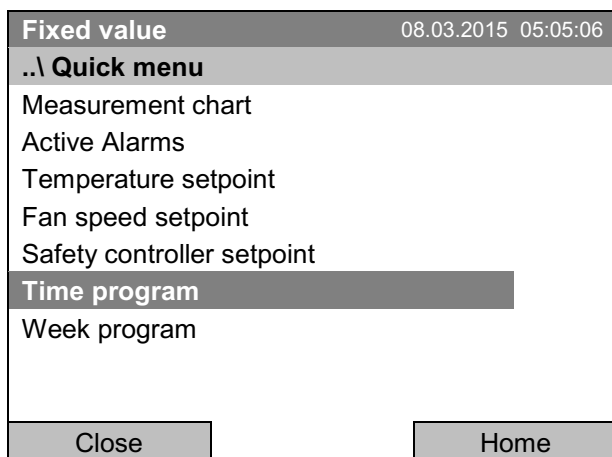 Fixed value 08.03.2015 05:05:06
..\ Quick menu
Measurement chart
Active Alarms
Temperature setpoint
Fan speed setpoint
Safety controller setpoint
Time program
Week program
Close Home